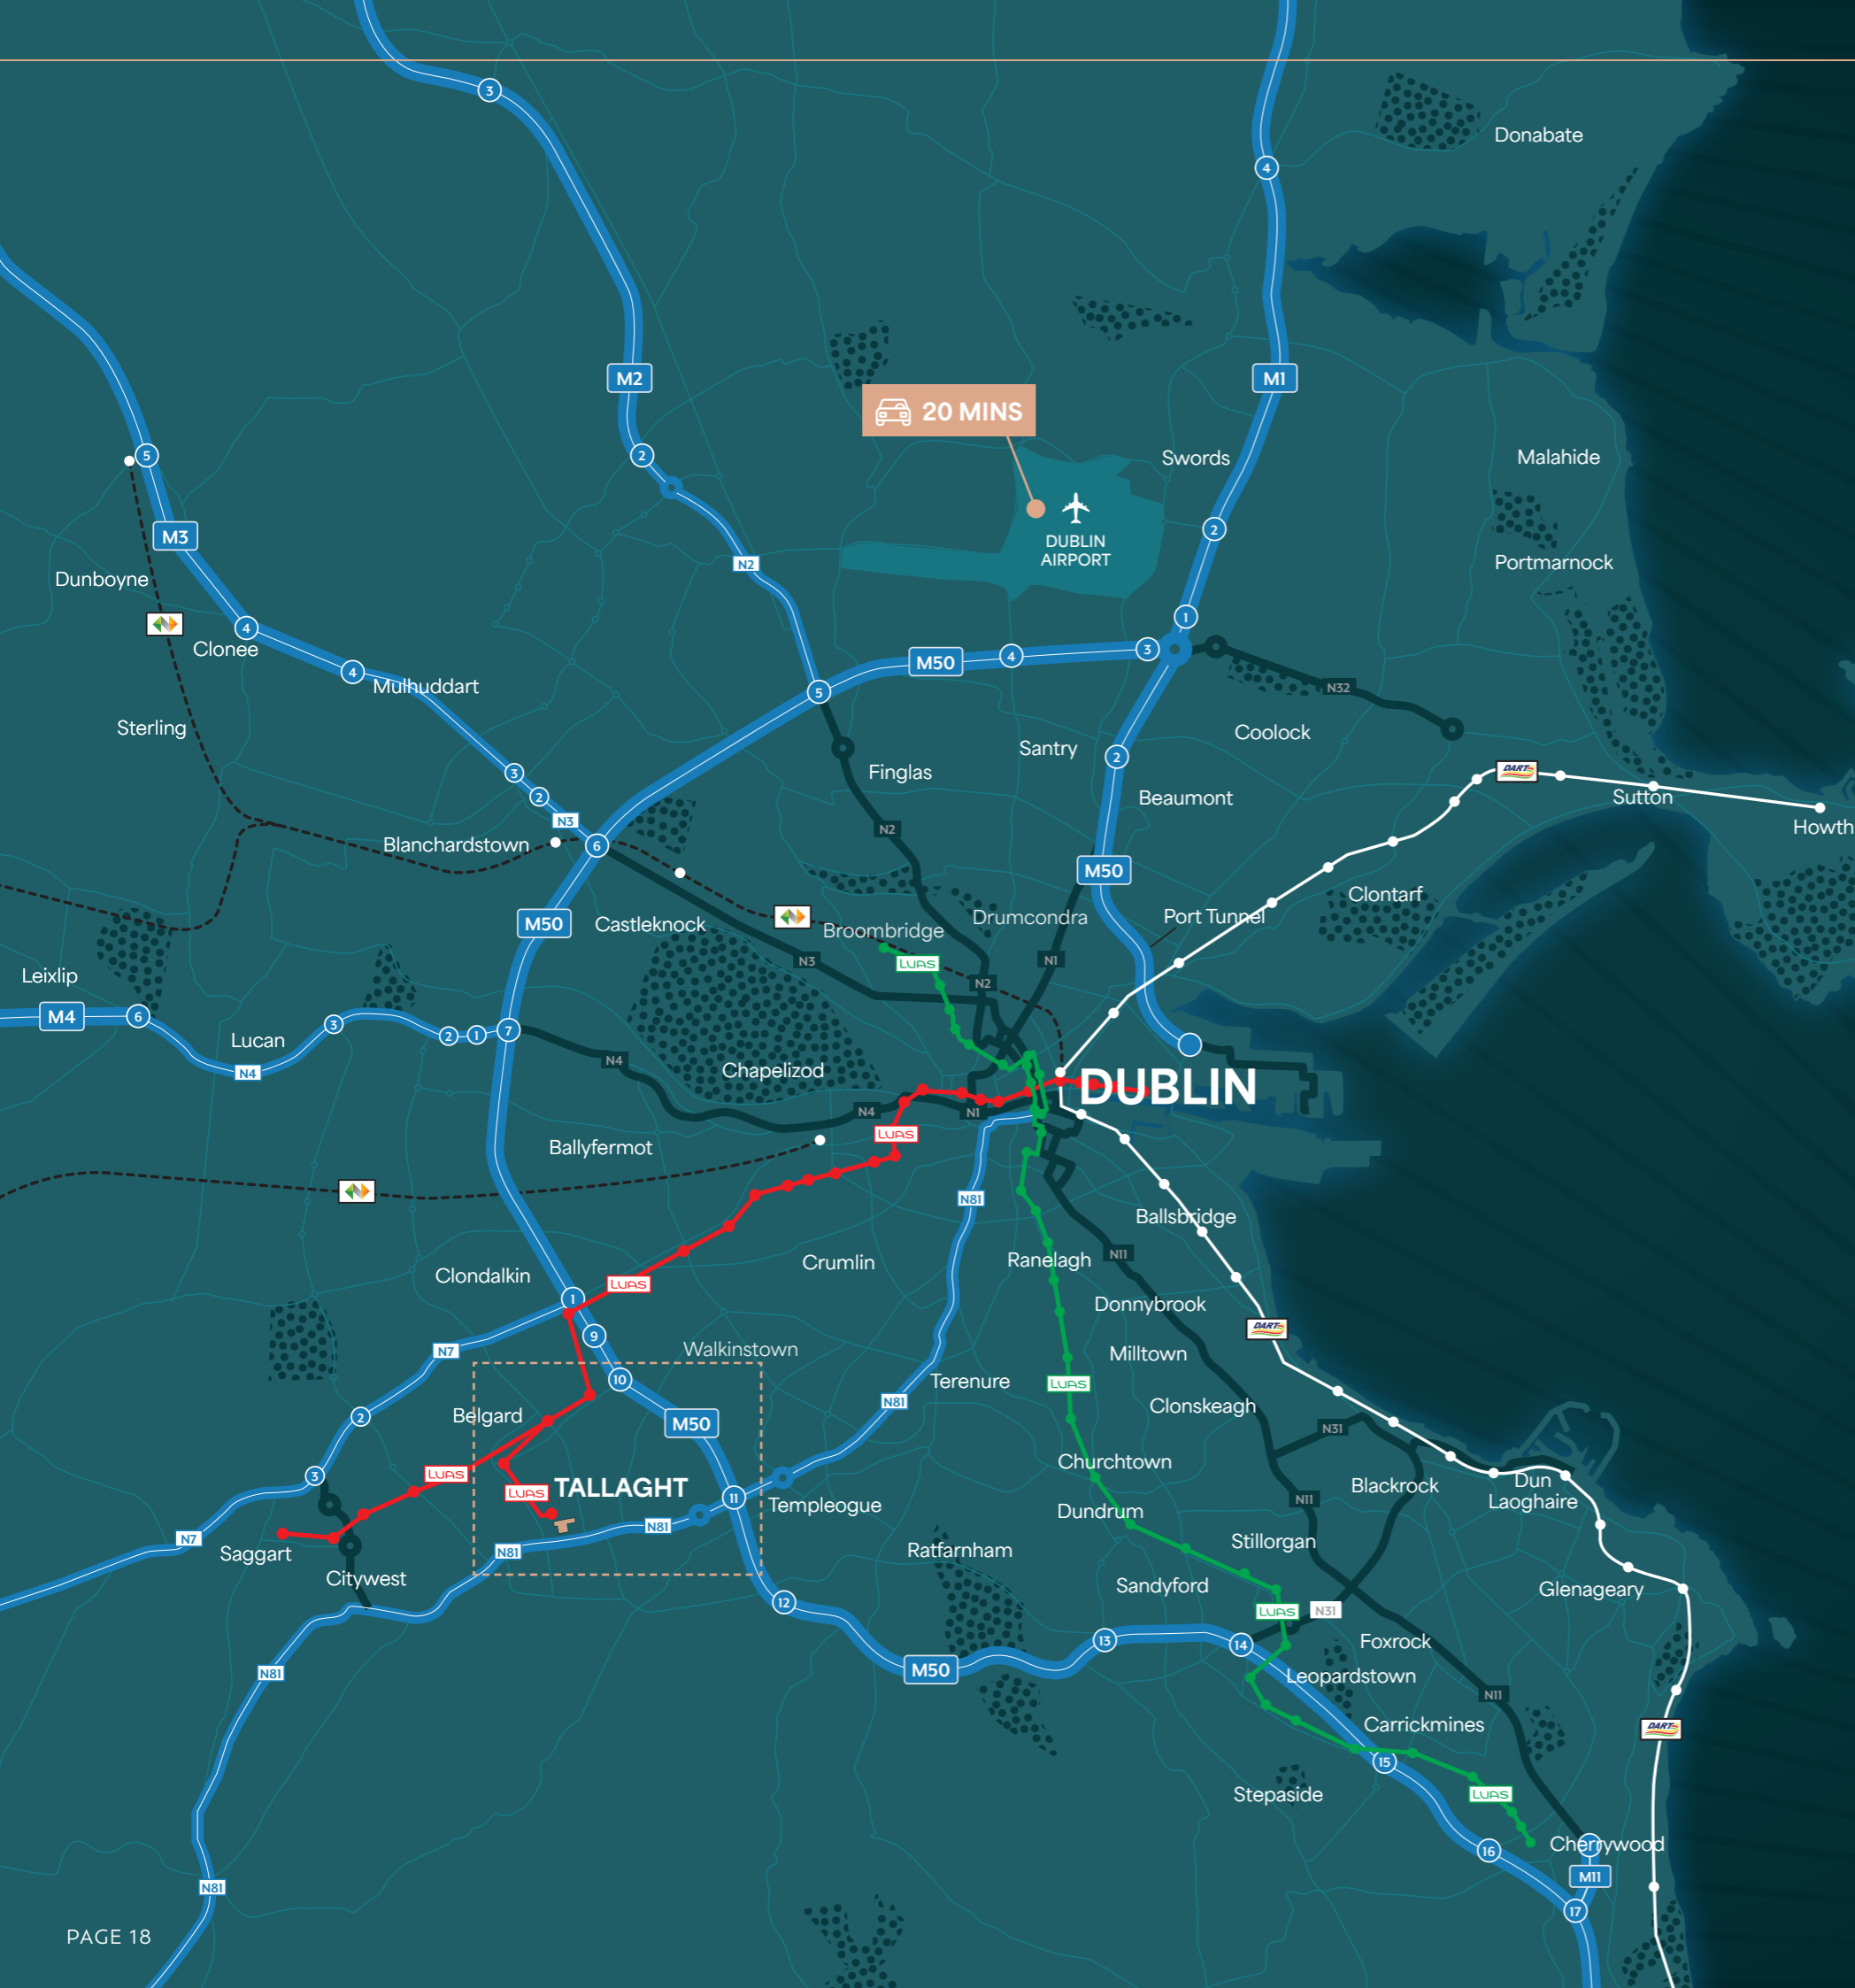 3
Donabate
4
M2
M1
20 MINS
5
2
Swords
Malahide
2
M3
DUBLIN
AIRPORT
N2
Portmarnock
Dunboyne
1
4
Clonee
M50
4
3
4
Mulhuddart
5
N32
Sterling
Coolock
Santry
2
3
Finglas
DART
2
Beaumont
Sutton
N3
N2
Howth
Blanchardstown
6
M50
Clontarf
M50
Castleknock
Drumcondra
Port Tunnel
Broombridge
N3
LUAS
N1
Leixlip
N2
M4
6
3
2
1
7
Lucan
N4
N4
Chapelizod
DUBLIN
N4
N1
LUAS
Ballyfermot
N81
Ballsbridge
Ranelagh
N11
Crumlin
Clondalkin
LUAS
1
Donnybrook
DART
9
N7
Walkinstown
Milltown
10
Terenure
LUAS
N81
Clonskeagh
2
Belgard
M50
N31
Churchtown
3
LUAS
TALLAGHT
Blackrock
Dun
Laoghaire
LUAS
11
Templeogue
N11
Dundrum
N7
N81
Stillorgan
Saggart
N81
Ratfarnham
Citywest
Sandyford
Glenageary
12
LUAS
N31
13
14
Foxrock
N81
M50
Leopardstown
N11
Carrickmines
DART
15
Stepaside
LUAS
Cherrywood
16
M11
N81
17
PAGE 18